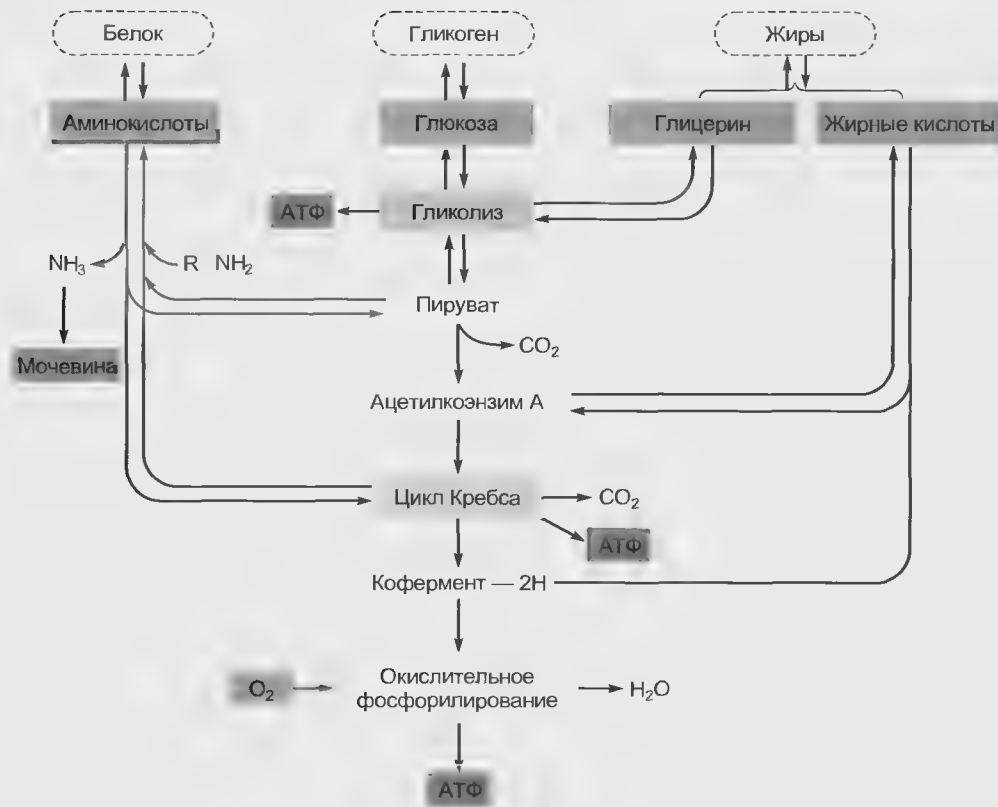 Белок Гликоген Жиры
Аминокислоты Глюкоза Глицерин Жирные кислоты
АТФ Гликолиз
NH₃ R NH₂
Пируват
CO₂
Мочевина
Ацетилкоэнзим А
Цикл Кребса CO₂
АТФ
Кофермент — 2H
Окислительное
O₂ фосфорилирование H₂O
АТФ